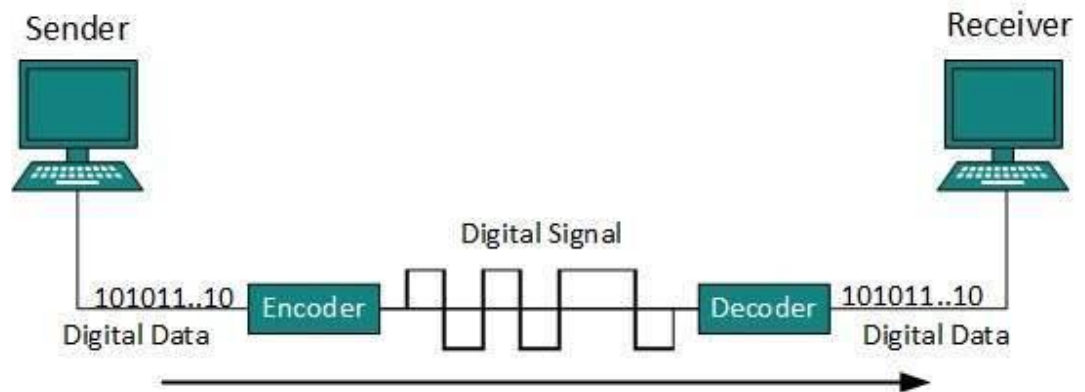 Sender
Receiver
Digital Signal
101011..10
Encoder
Decoder
101011..10
Digital Data
Digital Data